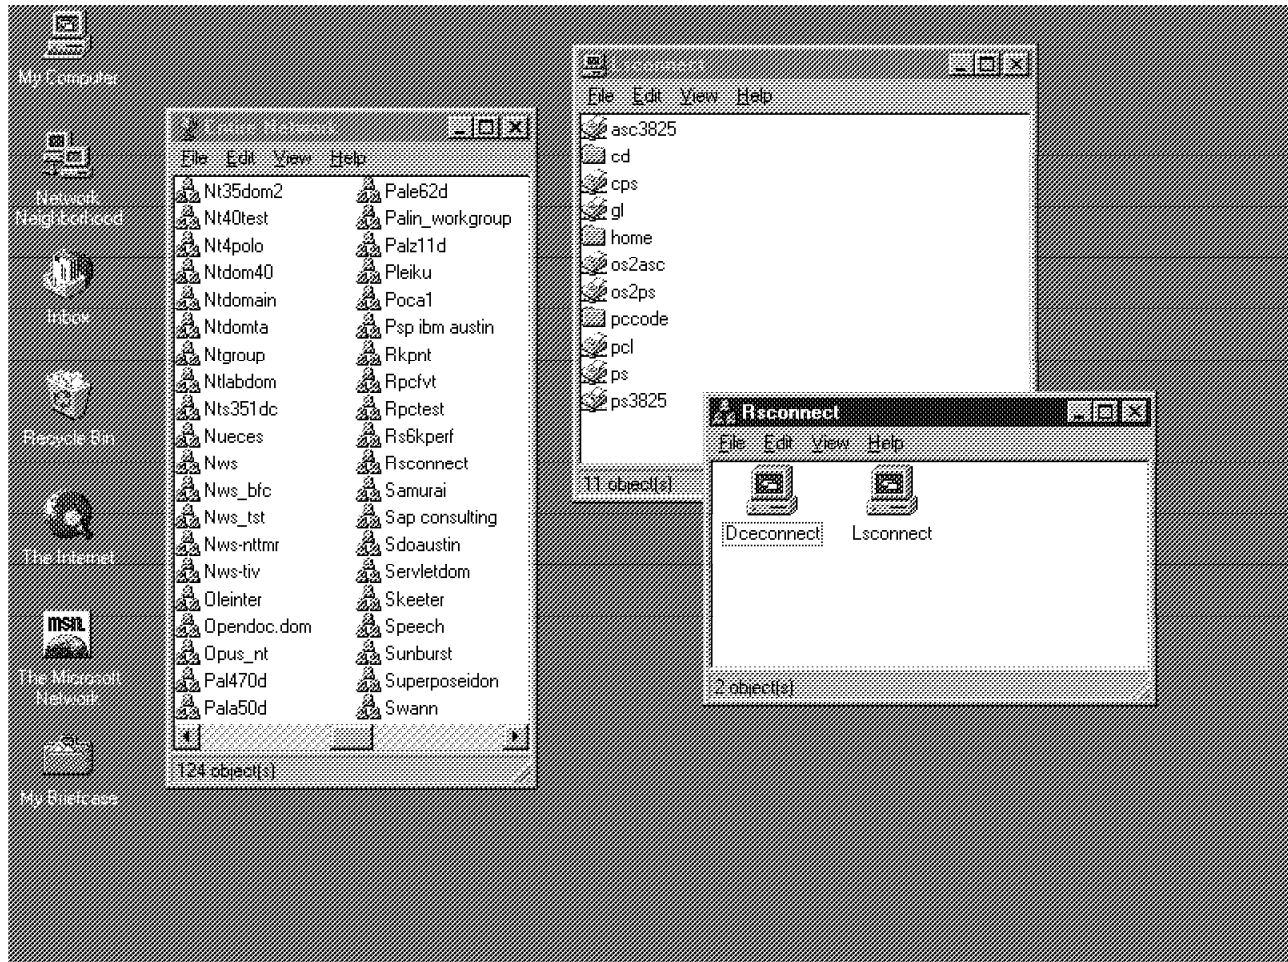 My Computer
Network
Neighborhood
Inbox
Recycle Bin
The Internet
msn.
The Microsoft
Network
My Briefcase
Entire Network
File Edit View Help
Nt35dom2
Nt40test
Nt4polo
Ntdom40
Ntdomain
Ntdomta
Ntgroup
Ntlabdom
Nts351dc
Nueces
Nws
Nws_bfc
Nws_tst
Nws-nttmr
Nws-tiv
Oleinter
Opendoc.dom
Opus_nt
Pal470d
Pala50d
Pale62d
Palin_workgroup
Palz11d
Pleiku
Poca1
Psp ibm austin
Rkpnt
Rpcfvt
Rpctest
Rs6kperf
Rsconnect
Samurai
Sap consulting
Sdoaustin
Servletdom
Skeeter
Speech
Sunburst
Superposeidon
Swann
124 object(s)
File Edit View Help
asc3825
cd
cps
gl
home
os2asc
os2ps
pccode
pcl
ps
ps3825
11 object(s)
Rsconnect
File Edit View Help
Dceconnect
Lsconnect
2 object(s)